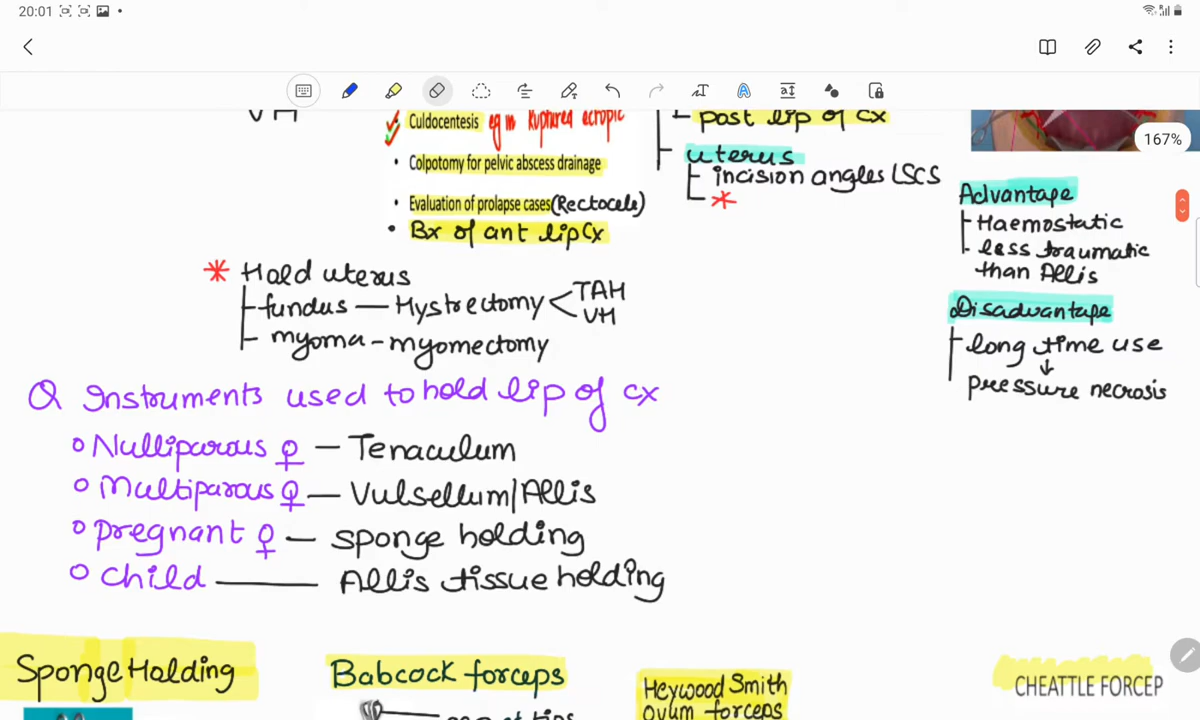 20:01
167%
VH
Culdocentesis eg in Ruptured ectopic
• Colpotomy for pelvic abscess drainage
• Evaluation of prolapse cases (Rectocele)
• Bx of ant lip Cx
* Hold uterus
fundus — Hystrectomy < TAH
VH
myoma - myomectomy
post lip of cx
uterus
incision angles LSCS
*
Advantage
Haemostatic
less traumatic
than Allis
Disadvantage
long time use
↓
pressure necrosis
Q Instruments used to hold lip of cx
Nulliparous ♀ — Tenaculum
Multiparous ♀ — Vulsellum/Allis
Pregnant ♀ — sponge holding
Child — Allis tissue holding
Sponge Holding
Babcock forceps
Heywood Smith
ovum forceps
CHEATTLE FORCEP